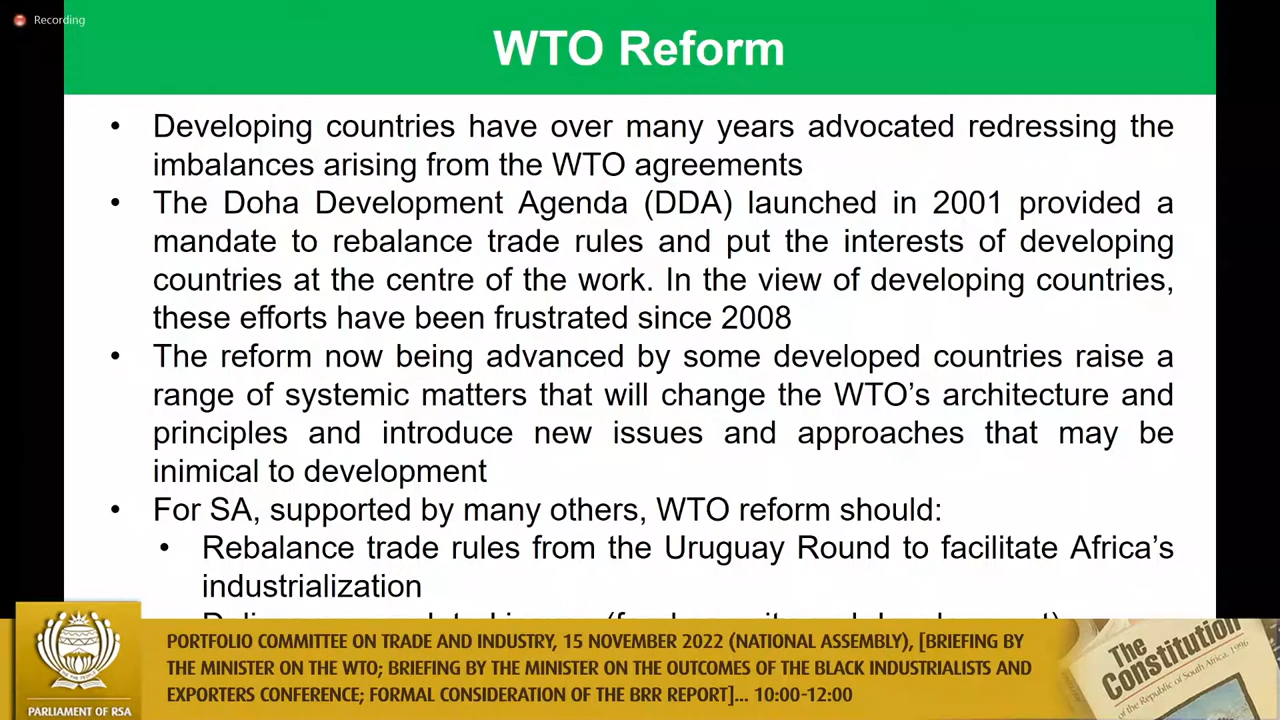 Recording
WTO Reform
• Developing countries have over many years advocated redressing the
imbalances arising from the WTO agreements
• The Doha Development Agenda (DDA) launched in 2001 provided a
mandate to rebalance trade rules and put the interests of developing
countries at the centre of the work. In the view of developing countries,
these efforts have been frustrated since 2008
• The reform now being advanced by some developed countries raise a
range of systemic matters that will change the WTO's architecture and
principles and introduce new issues and approaches that may be
inimical to development
• For SA, supported by many others, WTO reform should:
• Rebalance trade rules from the Uruguay Round to facilitate Africa's
industrialization
PORTFOLIO COMMITTEE ON TRADE AND INDUSTRY, 15 NOVEMBER 2022 (NATIONAL ASSEMBLY), [BRIEFING BY
THE MINISTER ON THE WTO; BRIEFING BY THE MINISTER ON THE OUTCOMES OF THE BLACK INDUSTRIALISTS AND
EXPORTERS CONFERENCE; FORMAL CONSIDERATION OF THE BRR REPORT]... 10:00-12:00
PARLIAMENT OF RSA
The
Constitution
of the Republic of South Africa, 1996